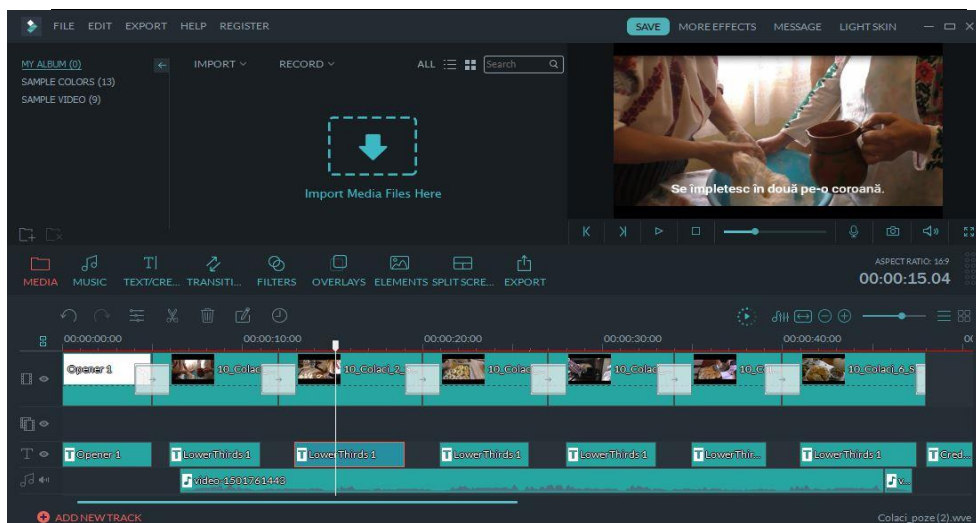 FILE EDIT EXPORT HELP REGISTER
SAVE MORE EFFECTS MESSAGE LIGHT SKIN
MY ALBUM (0)
SAMPLE COLORS (13)
SAMPLE VIDEO (9)
IMPORT RECORD ALL Search
Import Media Files Here
Se împletesc în două pe-o coroană.
MEDIA MUSIC TEXT/CRE... TRANSITI... FILTERS OVERLAYS ELEMENTS SPLIT SCRE... EXPORT
ASPECT RATIO: 16:9
00:00:15.04
00:00:00:00 00:00:10:00 00:00:20:00 00:00:30:00 00:00:40:00
Opener 1 10_Colac 10_Colaci_2_ 10_Colac 10_Colac 10_C 10_Colaci_6_S
T Opener 1 T LowerThirds 1 T LowerThirds 1 T LowerThirds 1 T LowerThirds 1 T LowerThir... T LowerThirds 1 T Cred...
video-1501761443 v...
ADD NEW TRACK
Colaci_poze (2).wve